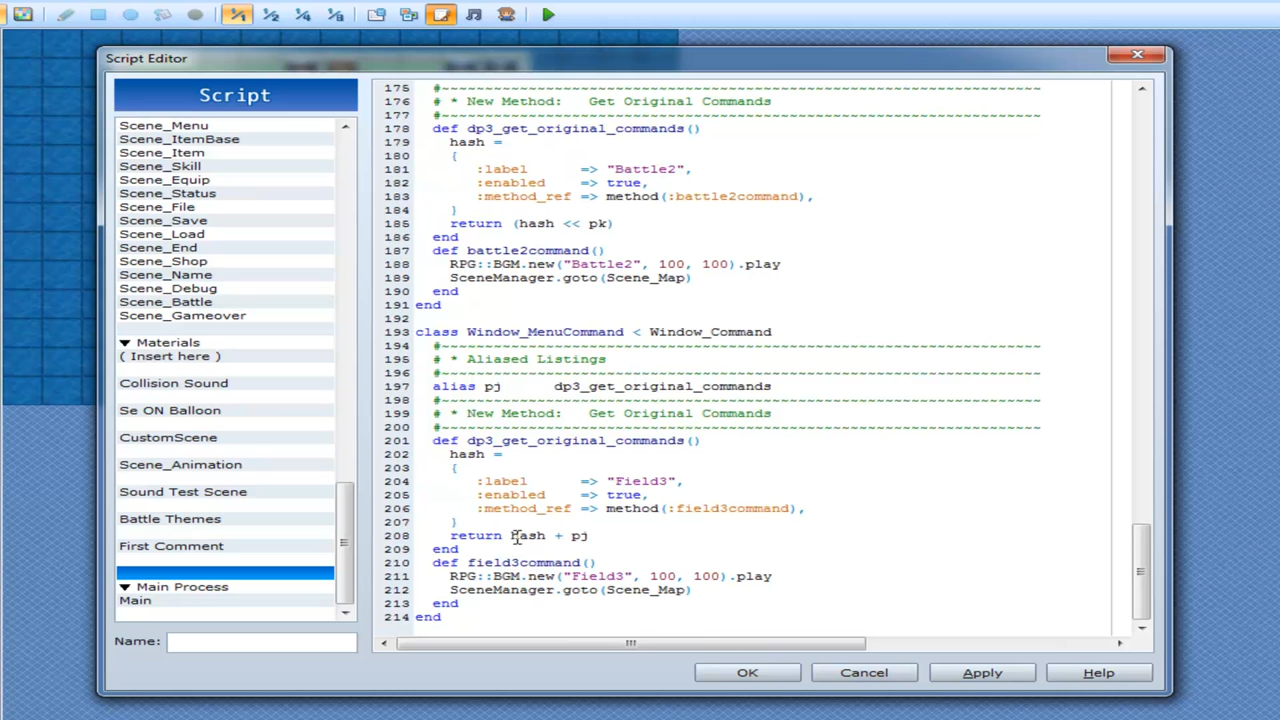 Script Editor
Script
Scene_Menu
Scene_ItemBase
Scene_Item
Scene_Skill
Scene_Equip
Scene_Status
Scene_File
Scene_Save
Scene_Load
Scene_End
Scene_Shop
Scene_Name
Scene_Debug
Scene_Battle
Scene_Gameover
▼ Materials
( Insert here )
Collision Sound
Se ON Balloon
CustomScene
Scene_Animation
Sound Test Scene
Battle Themes
First Comment
▼ Main Process
Main
Name:
175 #~~~~~~~~~~~~~~~~~~~~~~~~~~~~~~~~~~~~~~~~~~~~~~~~~~~~~~~~~~~~~~~~~~~~~
176 # * New Method: Get Original Commands
177 #~~~~~~~~~~~~~~~~~~~~~~~~~~~~~~~~~~~~~~~~~~~~~~~~~~~~~~~~~~~~~~~~~~~~~
178 def dp3_get_original_commands()
179 hash =
180 {
181 :label => "Battle2",
182 :enabled => true,
183 :method_ref => method(:battle2command),
184 }
185 return (hash << pk)
186 end
187 def battle2command()
188 RPG::BGM.new("Battle2", 100, 100).play
189 SceneManager.goto(Scene_Map)
190 end
191 end
192
193 class Window_MenuCommand < Window_Command
194 #~~~~~~~~~~~~~~~~~~~~~~~~~~~~~~~~~~~~~~~~~~~~~~~~~~~~~~~~~~~~~~~~~~~~~
195 # * Aliased Listings
196 #~~~~~~~~~~~~~~~~~~~~~~~~~~~~~~~~~~~~~~~~~~~~~~~~~~~~~~~~~~~~~~~~~~~~~
197 alias pj dp3_get_original_commands
198 #~~~~~~~~~~~~~~~~~~~~~~~~~~~~~~~~~~~~~~~~~~~~~~~~~~~~~~~~~~~~~~~~~~~~~
199 # * New Method: Get Original Commands
200 #~~~~~~~~~~~~~~~~~~~~~~~~~~~~~~~~~~~~~~~~~~~~~~~~~~~~~~~~~~~~~~~~~~~~~
201 def dp3_get_original_commands()
202 hash =
203 {
204 :label => "Field3",
205 :enabled => true,
206 :method_ref => method(:field3command),
207 }
208 return hash + pj
209 end
210 def field3command()
211 RPG::BGM.new("Field3", 100, 100).play
212 SceneManager.goto(Scene_Map)
213 end
214 end
OK Cancel Apply Help